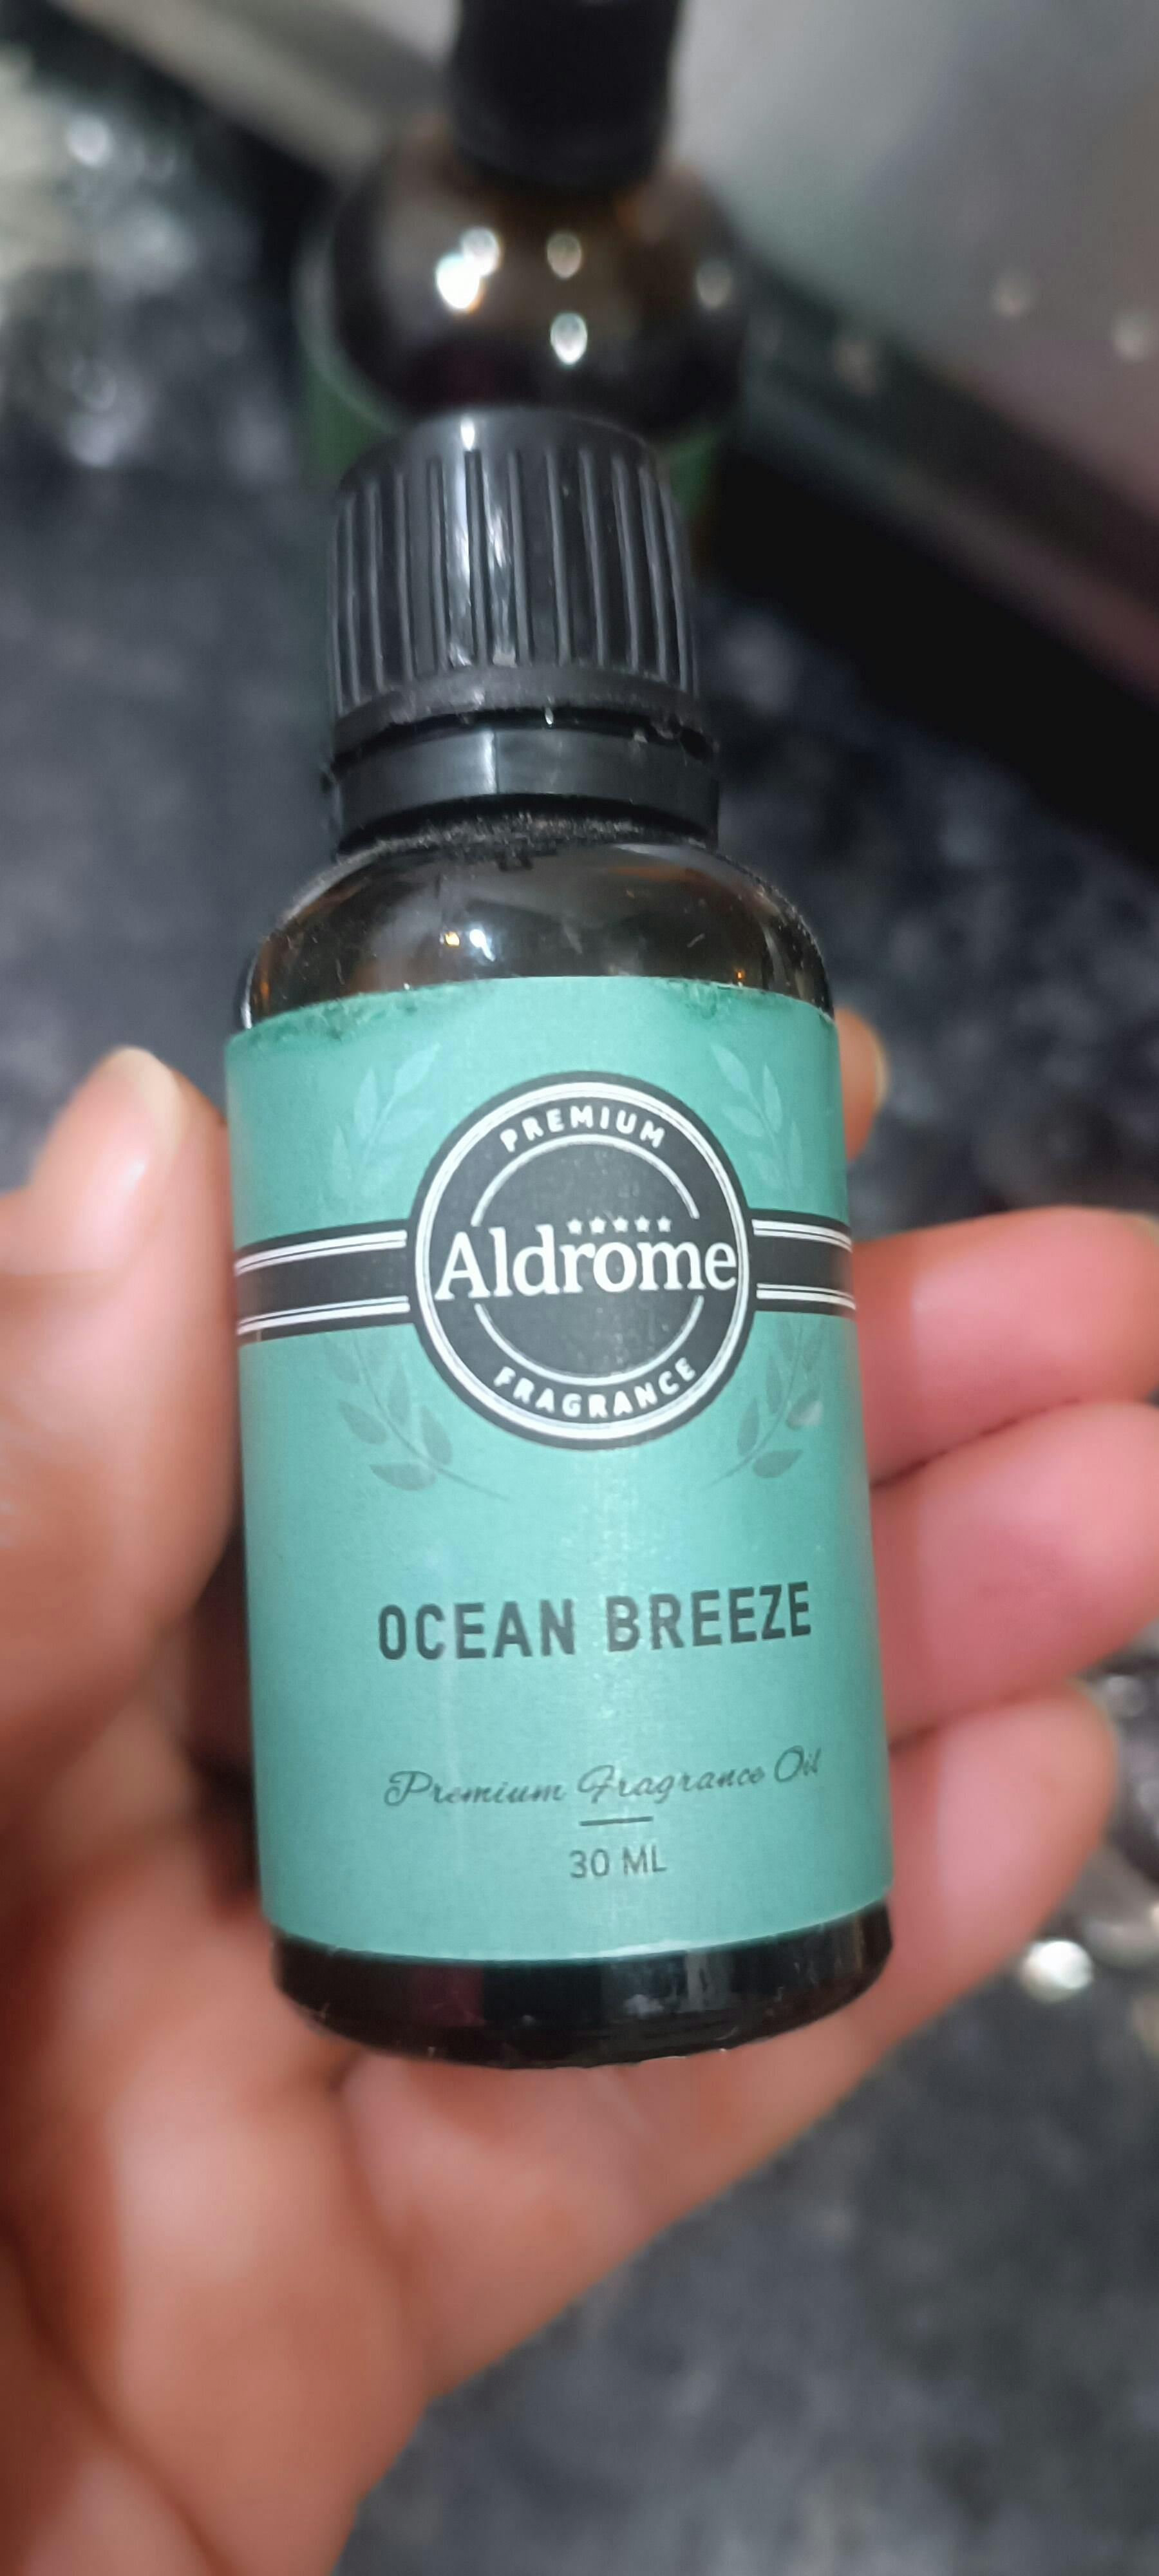 PREMIUM
Aldrome
FRAGRANCE
OCEAN BREEZE
Premium Fragrance Oil
30 ML